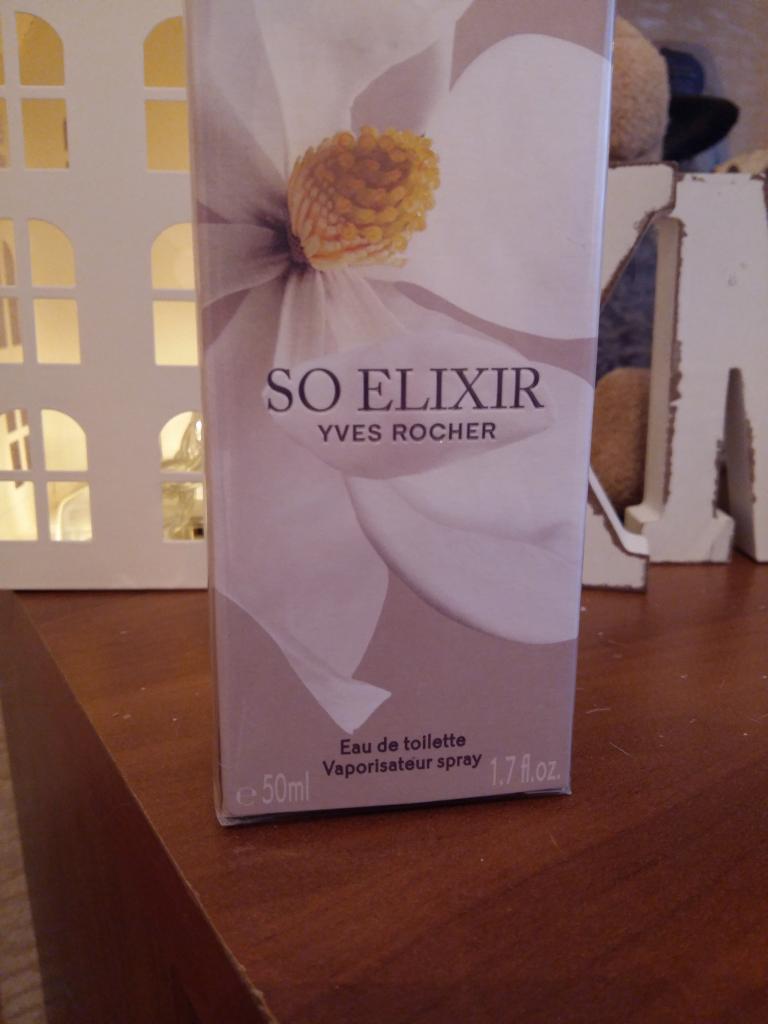 SO ELIXIR
YVES ROCHER
Eau de toilette
Vaporisateur spray
℮ 50ml
1.7 fl.oz.